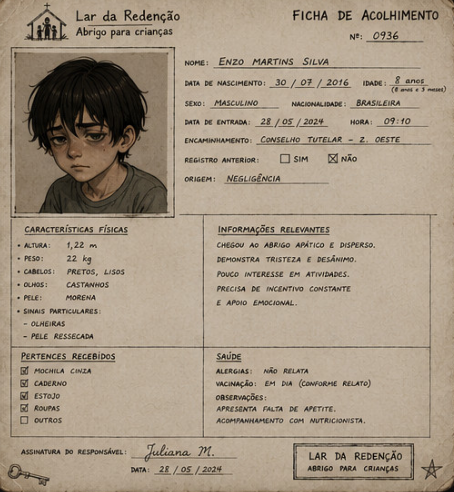 Lar da Redenção
Abrigo para crianças
FICHA DE ACOLHIMENTO
Nº: 0936
NOME: ENZO MARTINS SILVA
DATA DE NASCIMENTO: 30 / 07 / 2016 IDADE: 8 anos
(8 anos e 3 meses)
SEXO: MASCULINO NACIONALIDADE: BRASILEIRA
DATA DE ENTRADA: 28 / 05 / 2024 HORA: 09:10
ENCAMINHAMENTO: CONSELHO TUTELAR – Z. OESTE
REGISTRO ANTERIOR: SIM NÃO
ORIGEM: NEGLIGÊNCIA
CARACTERÍSTICAS FÍSICAS
• ALTURA: 1,22 m
• PESO: 22 kg
• CABELOS: PRETOS, LISOS
• OLHOS: CASTANHOS
• PELE: MORENA
• SINAIS PARTICULARES:
– OLHEIRAS
– PELE RESSECADA
INFORMAÇÕES RELEVANTES
CHEGOU AO ABRIGO APÁTICO E DISPERSO.
DEMONSTRA TRISTEZA E DESÂNIMO.
POUCO INTERESSE EM ATIVIDADES.
PRECISA DE INCENTIVO CONSTANTE
E APOIO EMOCIONAL.
PERTENCES RECEBIDOS
MOCHILA CINZA
CADERNO
ESTOJO
ROUPAS
OUTROS
SAÚDE
ALERGIAS: NÃO RELATA
VACINAÇÃO: EM DIA (CONFORME RELATO)
OBSERVAÇÕES:
APRESENTA FALTA DE APETITE.
ACOMPANHAMENTO COM NUTRICIONISTA.
ASSINATURA DO RESPONSÁVEL: Juliana M.
DATA: 28 / 05 / 2024
LAR DA REDENÇÃO
ABRIGO PARA CRIANÇAS